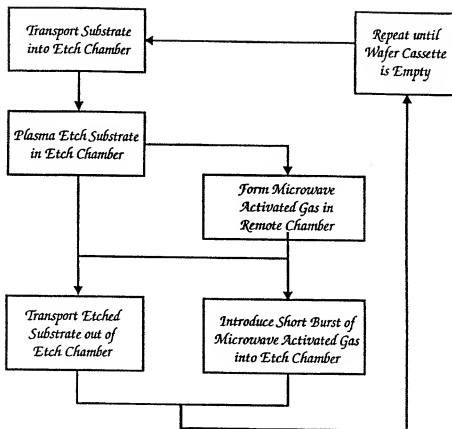 Transport Substrate
into Etch Chamber
Repeat until
Wafer Cassette
is Empty
Plasma Etch Substrate
in Etch Chamber
Form Microwave
Activated Gas in
Remote Chamber
Transport Etched
Substrate out of
Etch Chamber
Introduce Short Burst of
Microwave Activated Gas
into Etch Chamber